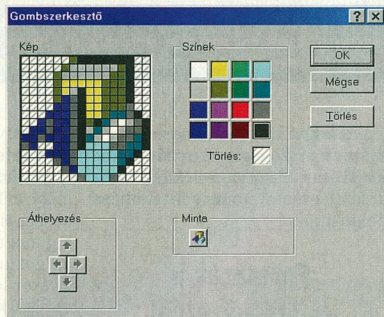 Gombszerkesztő
Kép
Színek
OK
Mégse
Törlés
Törlés:
Áthelyezés
Minta